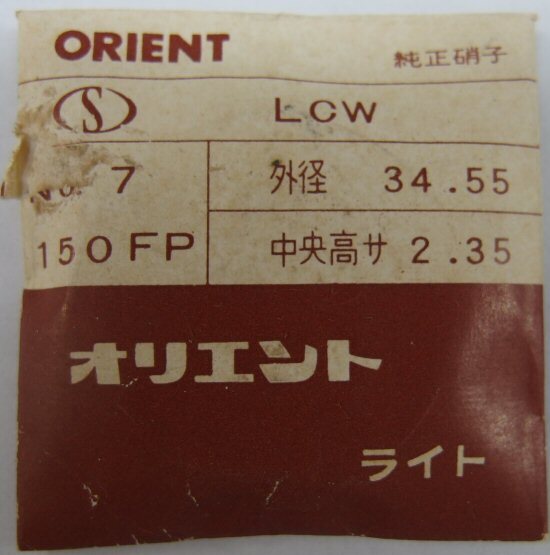 ORIENT
純正硝子
S
LCW
No. 7
外径 34.55
150FP
中央高サ 2.35
オリエント
ライト